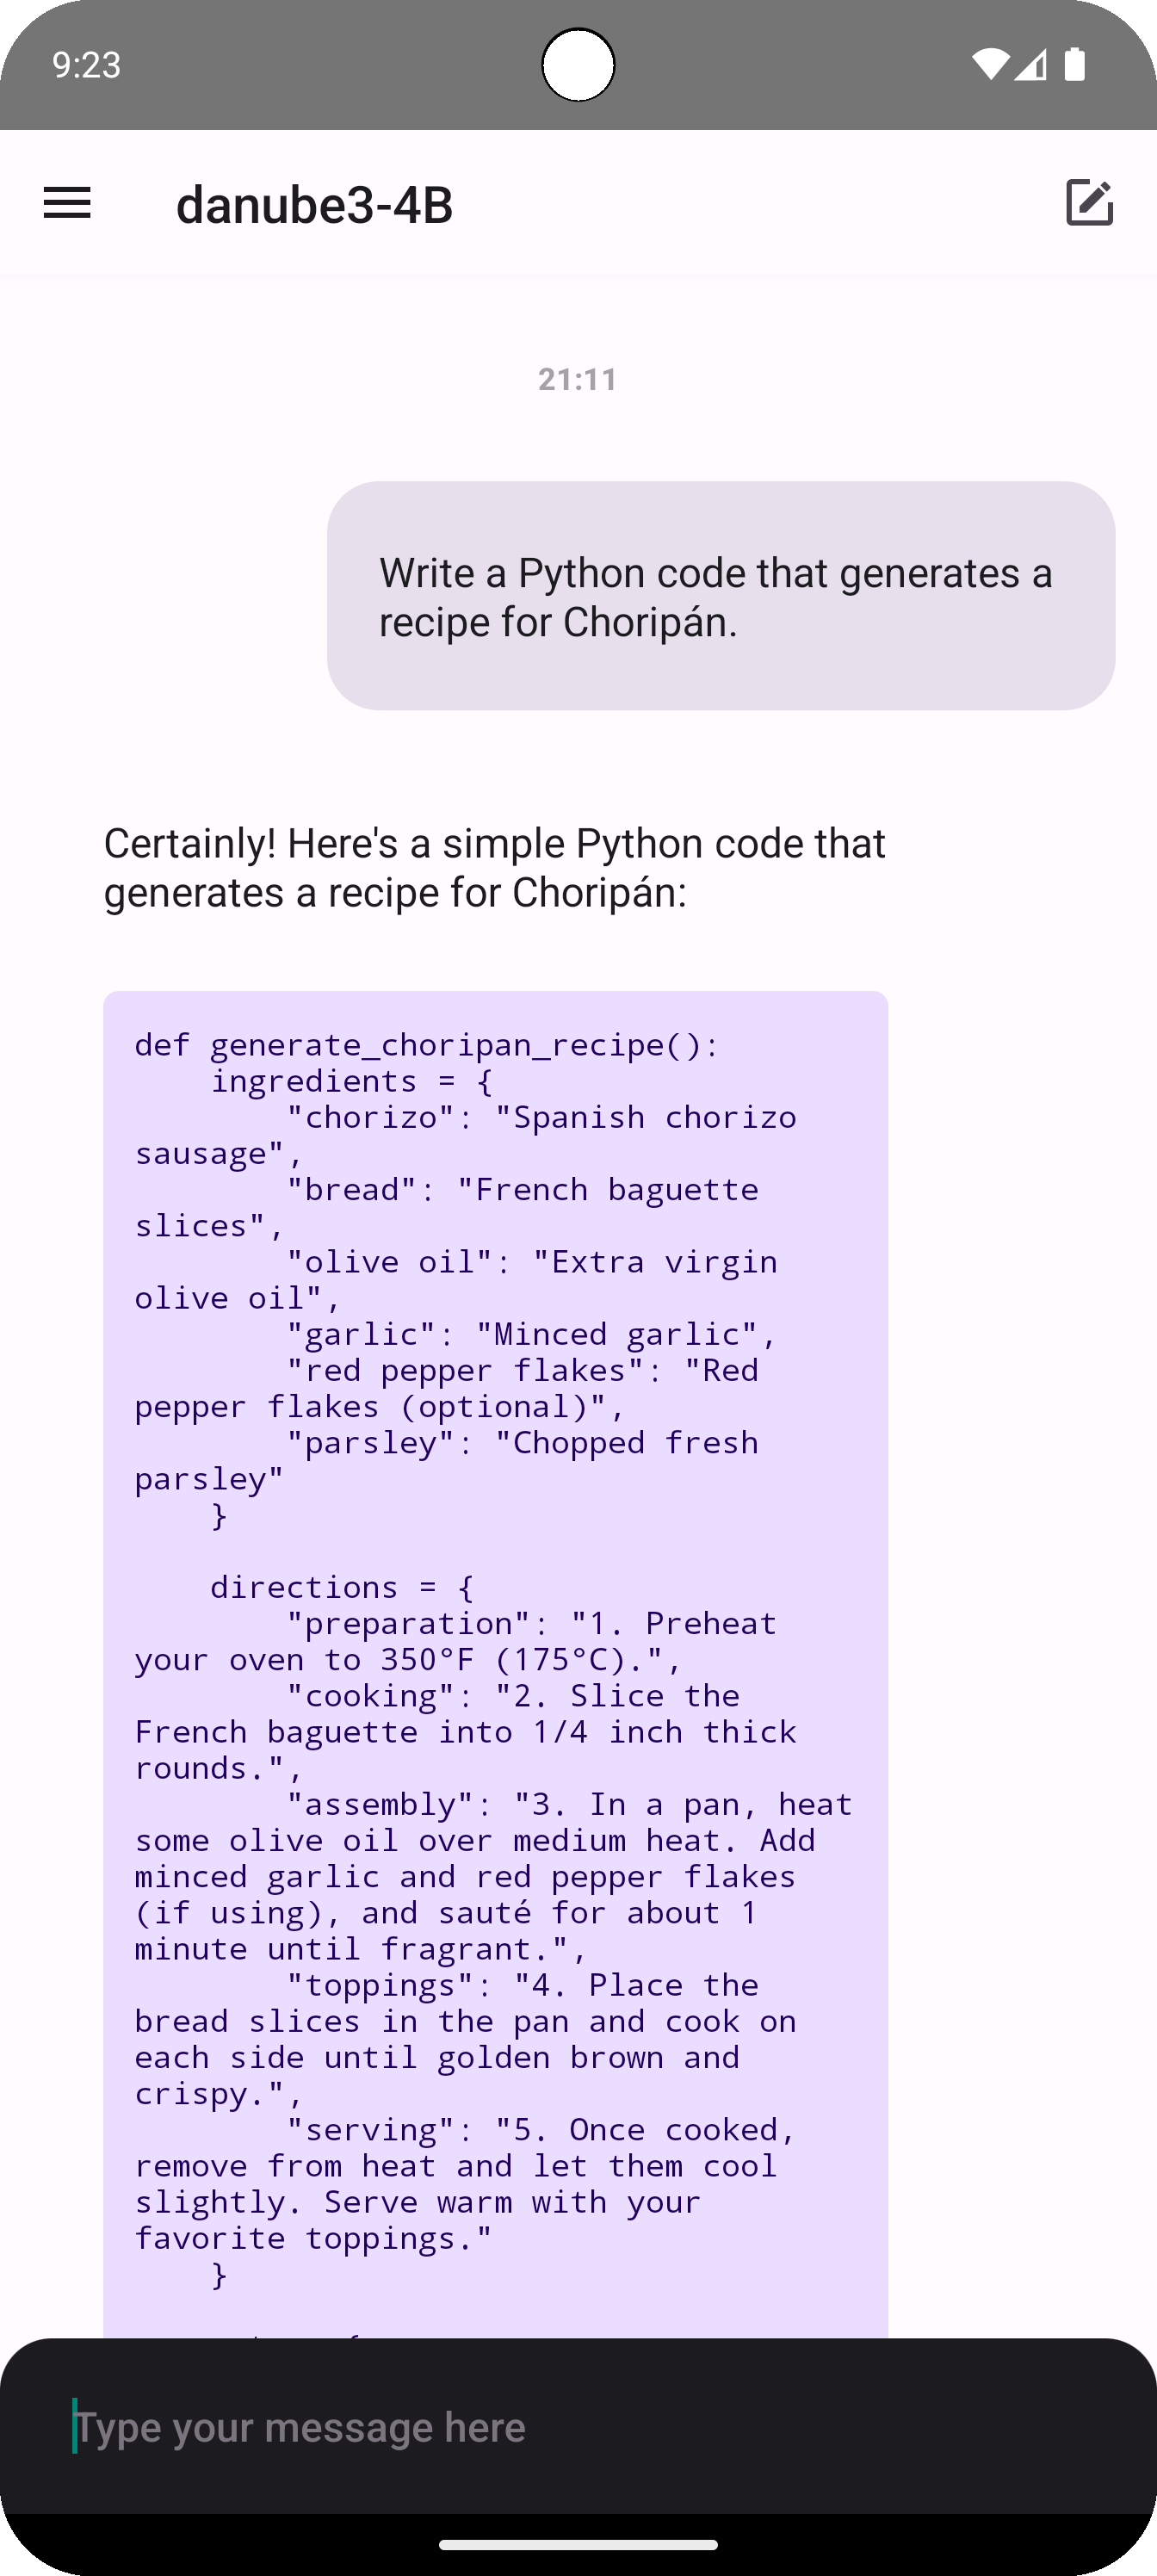 9:23
danube3-4B
21:11
Write a Python code that generates a
recipe for Choripán.
Certainly! Here's a simple Python code that
generates a recipe for Choripán:
def generate_choripan_recipe():
    ingredients = {
        "chorizo": "Spanish chorizo
sausage",
        "bread": "French baguette
slices",
        "olive oil": "Extra virgin
olive oil",
        "garlic": "Minced garlic",
        "red pepper flakes": "Red
pepper flakes (optional)",
        "parsley": "Chopped fresh
parsley"
    }
    directions = {
        "preparation": "1. Preheat
your oven to 350°F (175°C).",
        "cooking": "2. Slice the
French baguette into 1/4 inch thick
rounds.",
        "assembly": "3. In a pan, heat
some olive oil over medium heat. Add
minced garlic and red pepper flakes
(if using), and sauté for about 1
minute until fragrant.",
        "toppings": "4. Place the
bread slices in the pan and cook on
each side until golden brown and
crispy.",
        "serving": "5. Once cooked,
remove from heat and let them cool
slightly. Serve warm with your
favorite toppings."
    }
Type your message here